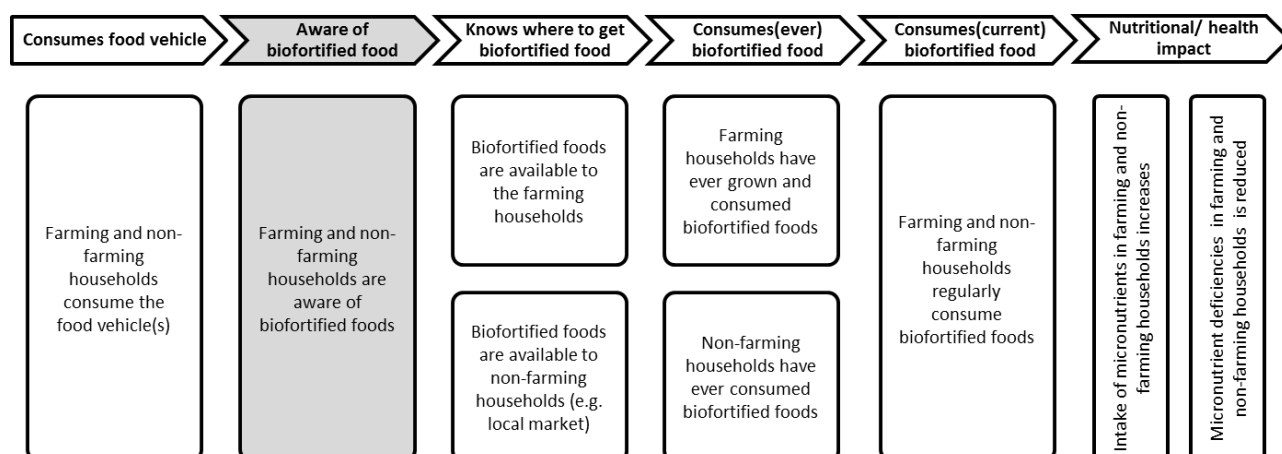 Consumes food vehicle
Aware
of biofortified food
Knows where to get
biofortified food
Consumes(ever)
biofortified food
Consumes(current)
biofortified food
Nutritional/ health
impact
Farming and non-
farming
households
consume the
food vehicle(s)
Farming and non-
farming
households are
aware of
biofortified foods
Biofortified foods
are available to
the farming
households
Biofortified foods
are available to
non-farming
households (e.g.
local market)
Farming
households have
ever grown and
consumed
biofortified foods
Non-farming
households have
ever consumed
biofortified foods
Farming and non-
farming
households
regularly
consume
biofortified foods
Intake of micronutrients in farming and non-
farming households increases
Micronutrient deficiencies in farming and
non-farming households is reduced